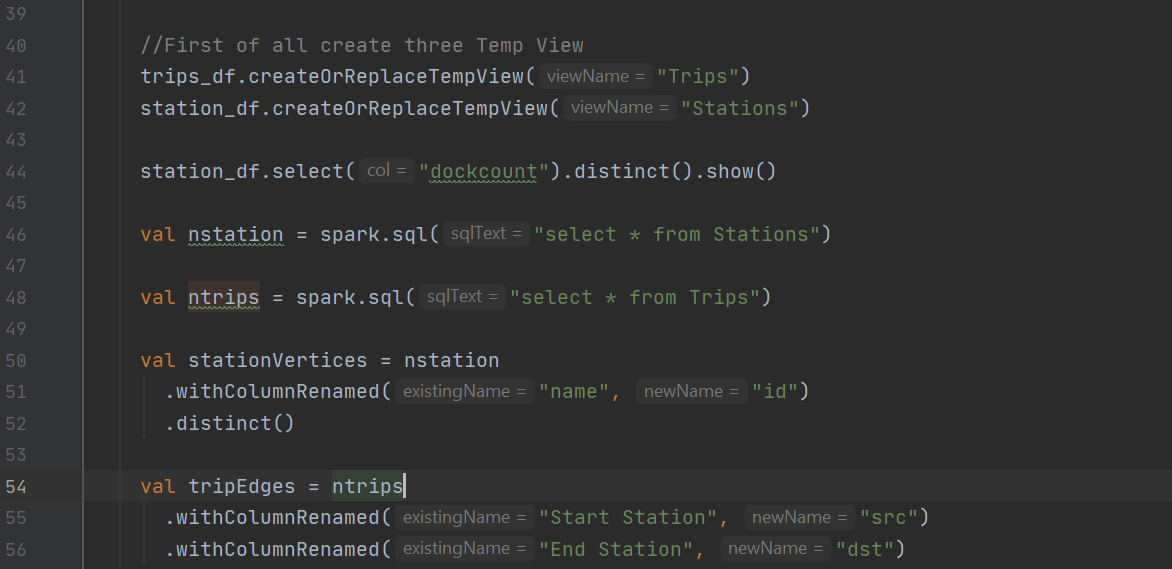 39
40 //First of all create three Temp View
41 trips_df.createOrReplaceTempView( viewName = "Trips")
42 station_df.createOrReplaceTempView( viewName = "Stations")
43
44 station_df.select( col = "dockcount").distinct().show()
45
46 val nstation = spark.sql( sqlText = "select * from Stations")
47
48 val ntrips = spark.sql( sqlText = "select * from Trips")
49
50 val stationVertices = nstation
51 .withColumnRenamed( existingName = "name", newName = "id")
52 .distinct()
53
54 val tripEdges = ntrips
55 .withColumnRenamed( existingName = "Start Station", newName = "src")
56 .withColumnRenamed( existingName = "End Station", newName = "dst")